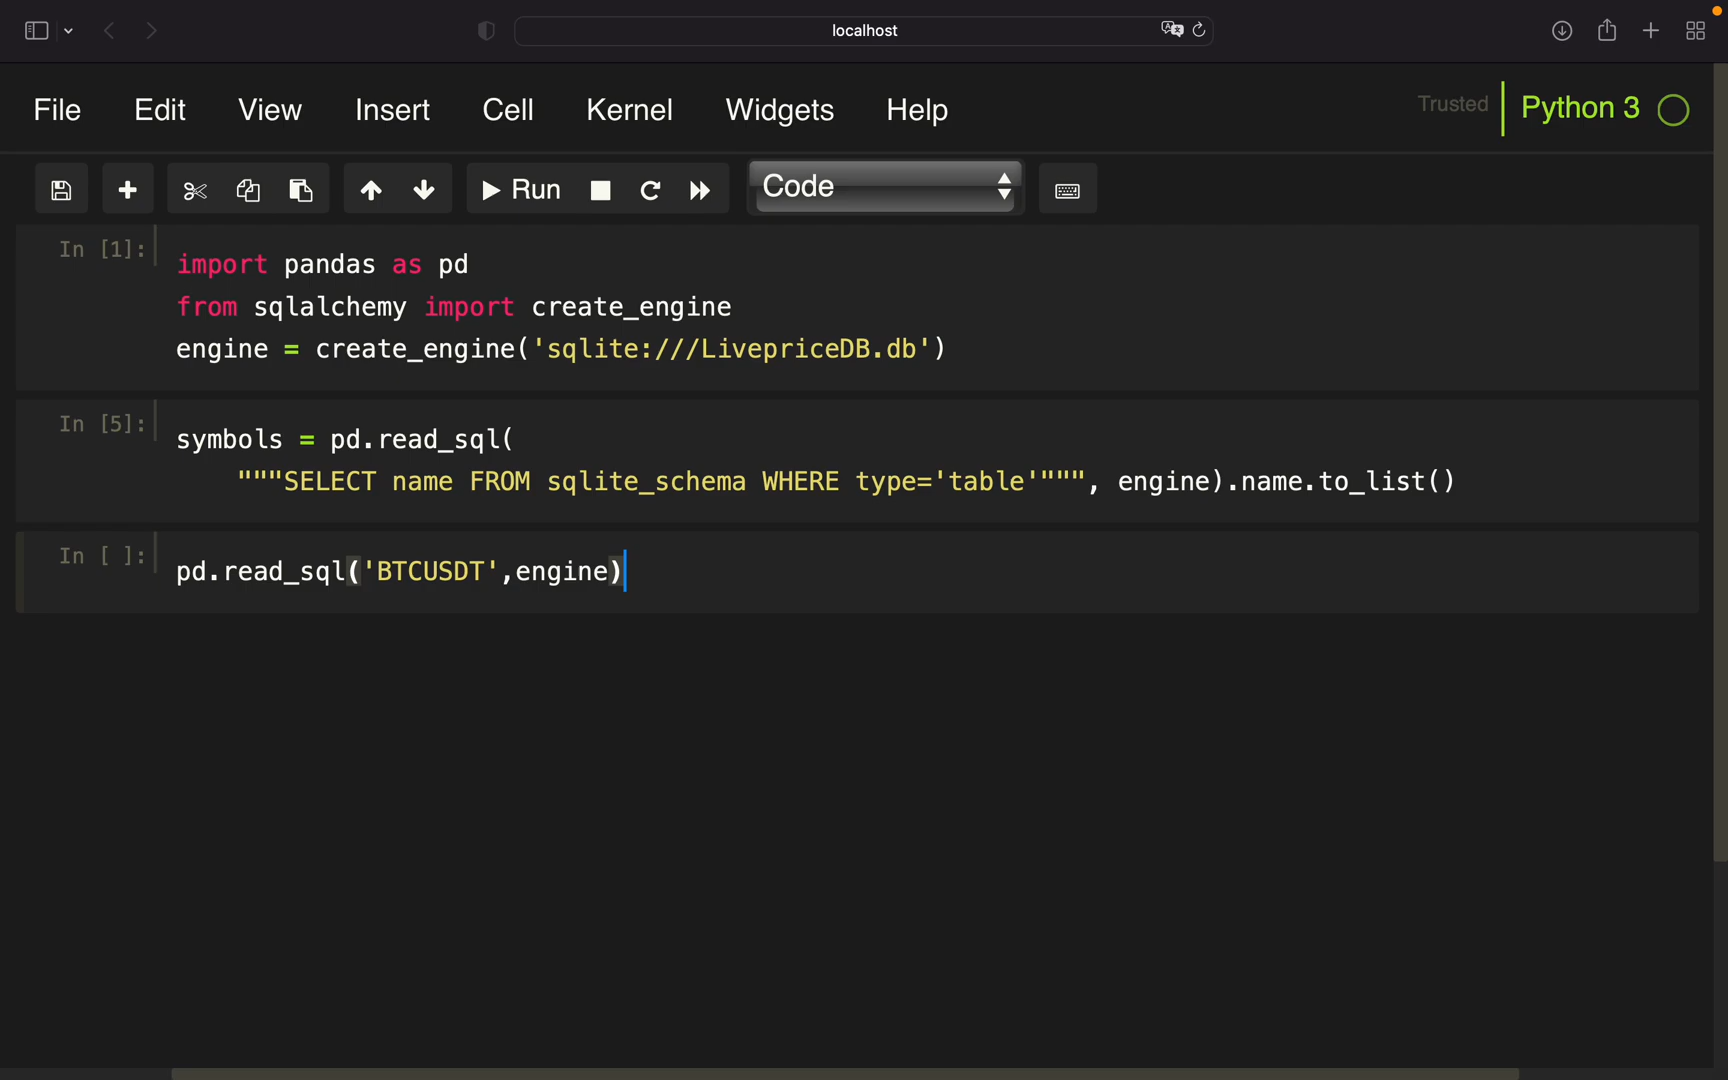 localhost
File Edit View Insert Cell Kernel Widgets Help Trusted Python 3
Run Code
In [1]:
import pandas as pd
from sqlalchemy import create_engine
engine = create_engine('sqlite:///LivepriceDB.db')
In [5]:
symbols = pd.read_sql(
"""SELECT name FROM sqlite_schema WHERE type='table'""", engine).name.to_list()
In [ ]:
pd.read_sql('BTCUSDT',engine)